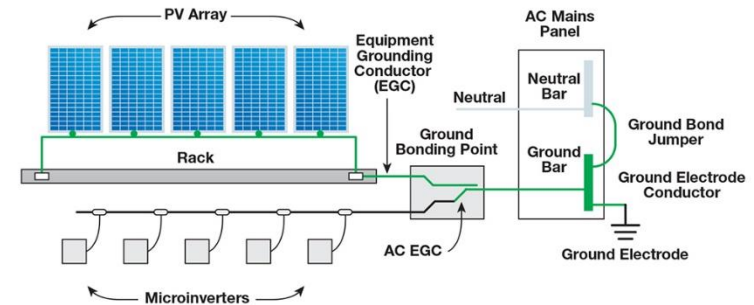 PV Array
AC Mains
Panel
Equipment
Grounding
Conductor
(EGC)
Neutral
Neutral
Bar
Ground Bond
Jumper
Ground
Bonding Point
Rack
Ground
Bar
Ground Electrode
Conductor
AC EGC
Ground Electrode
Microinverters